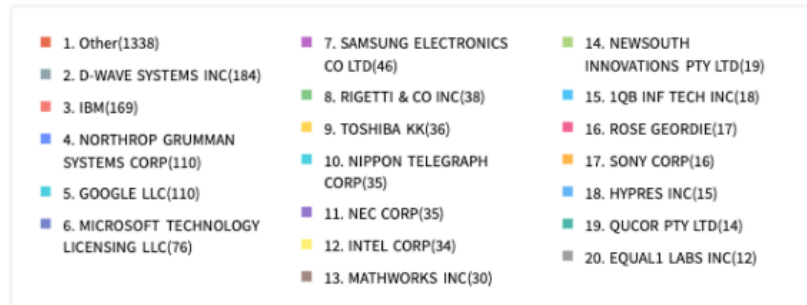 1. Other(1338)
2. D-WAVE SYSTEMS INC(184)
3. IBM(169)
4. NORTHROP GRUMMAN
SYSTEMS CORP(110)
5. GOOGLE LLC(110)
6. MICROSOFT TECHNOLOGY
LICENSING LLC(76)
7. SAMSUNG ELECTRONICS
CO LTD(46)
8. RIGETTI & CO INC(38)
9. TOSHIBA KK(36)
10. NIPPON TELEGRAPH
CORP(35)
11. NEC CORP(35)
12. INTEL CORP(34)
13. MATHWORKS INC(30)
14. NEWSOUTH
INNOVATIONS PTY LTD(19)
15. 1QB INF TECH INC(18)
16. ROSE GEORDIE(17)
17. SONY CORP(16)
18. HYPRES INC(15)
19. QUCOR PTY LTD(14)
20. EQUAL1 LABS INC(12)